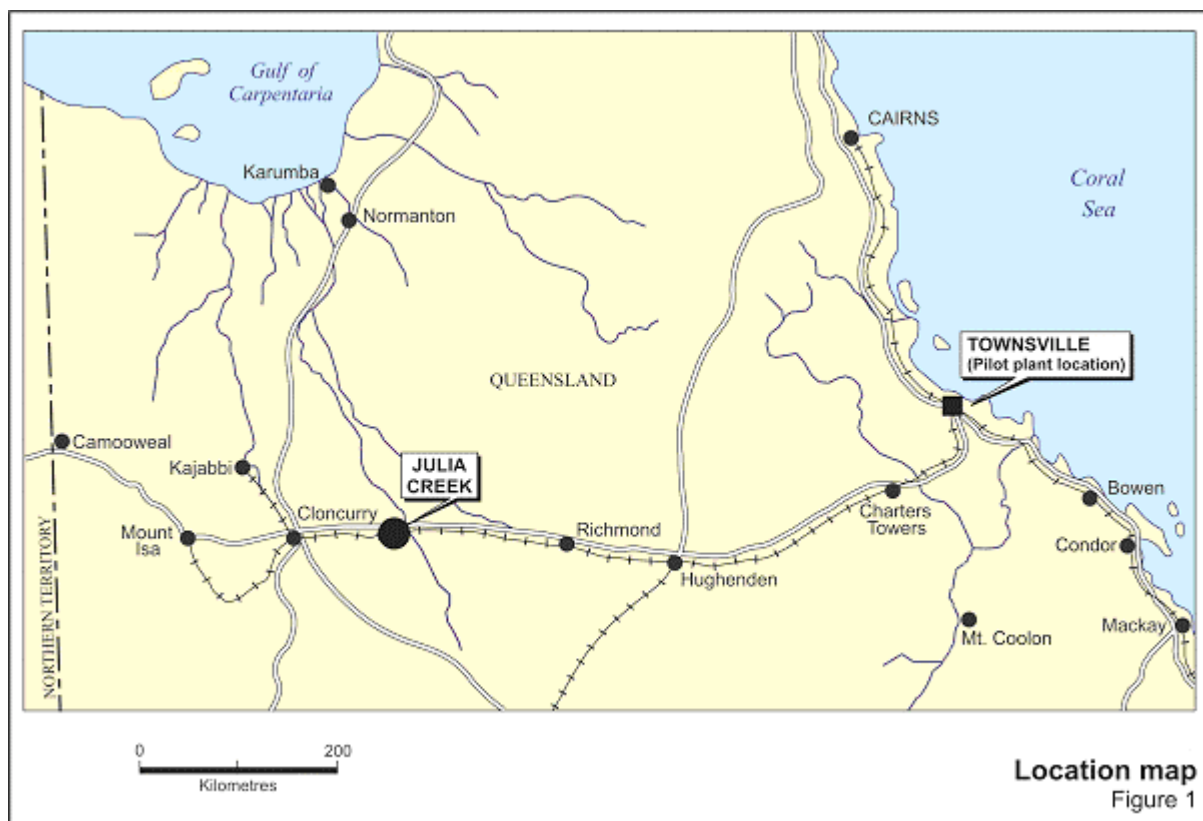 Gulf of
Carpentaria
CAIRNS
Coral
Sea
Karumba
Normanton
TOWNSVILLE
(Pilot plant location)
QUEENSLAND
Camooweal
Kajabbi
JULIA
CREEK
Mount
Isa
Cloncurry
Richmond
Hughenden
Charters
Towers
Bowen
Condor
Mt. Coolon
Mackay
NORTHERN TERRITORY
0 200
Kilometres
Location map
Figure 1